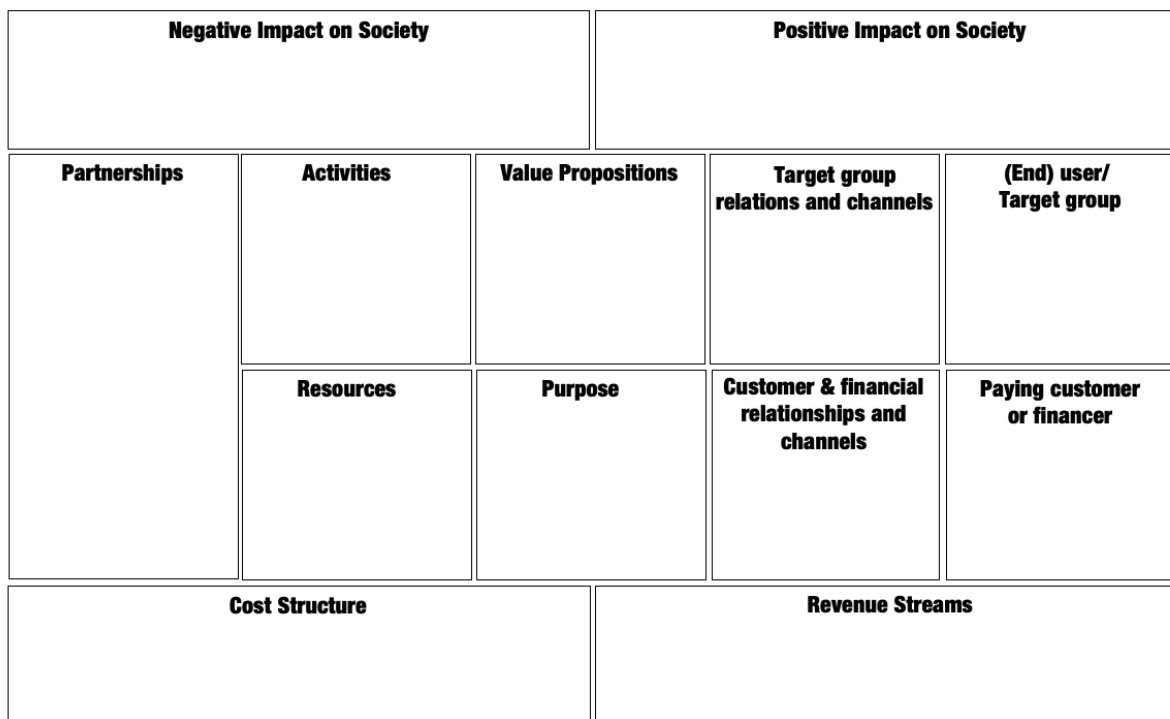 Negative Impact on Society
Positive Impact on Society
Partnerships
Activities
Value Propositions
Target group
relations and channels
(End) user/
Target group
Resources
Purpose
Customer & financial
relationships and
channels
Paying customer
or financer
Cost Structure
Revenue Streams